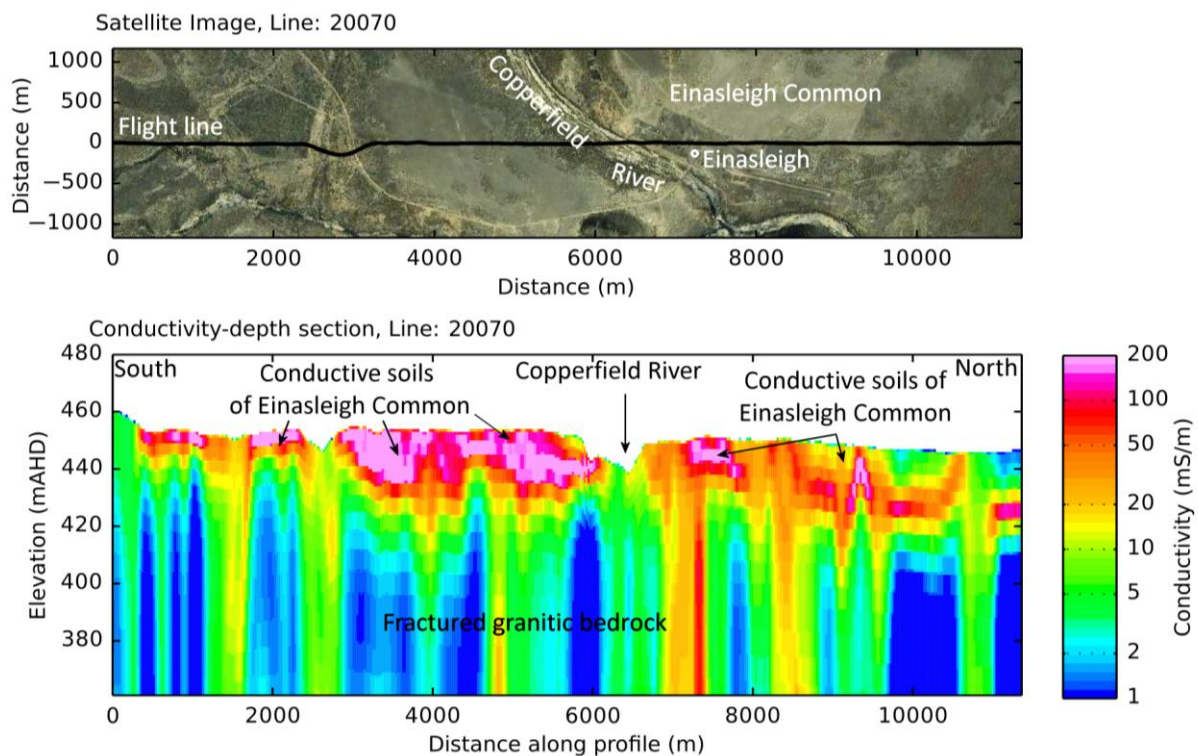 Satellite Image, Line: 20070
Distance (m)
1000
500
0
−500
−1000
Flight line
Copperfield
River
Einasleigh Common
Einasleigh
0 2000 4000 6000 8000 10000
Distance (m)
Conductivity-depth section, Line: 20070
Elevation (mAHD)
480
460
440
420
400
380
South
Conductive soils
of Einasleigh Common
Copperfield River
Conductive soils of
Einasleigh Common
North
Fractured granitic bedrock
0 2000 4000 6000 8000 10000
Distance along profile (m)
200
100
50
20
10
5
2
1
Conductivity (mS/m)